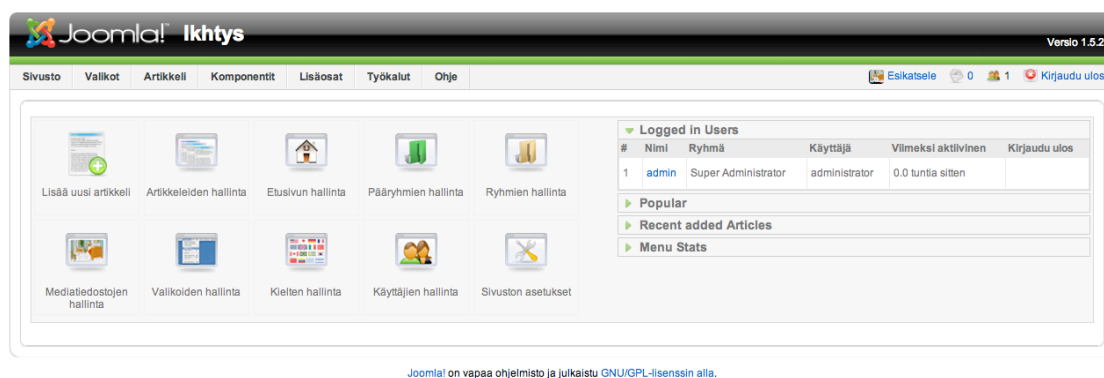 Joomla! Ikhtys
Versio 1.5.2
Sivusto Valikot Artikkeli Komponentit Lisäosat Työkalut Ohje Esikatsele 0 1 Kirjaudu ulos
Lisää uusi artikkeli Artikkeleiden hallinta Etusivun hallinta Pääryhmien hallinta Ryhmien hallinta
Mediatiedostojen hallinta Valikoiden hallinta Kielten hallinta Käyttäjien hallinta Sivuston asetukset
Logged in Users
# Nimi Ryhmä Käyttäjä Viimeksi aktiivinen Kirjaudu ulos
1 admin Super Administrator administrator 0.0 tuntia sitten
Popular
Recent added Articles
Menu Stats
Joomla! on vapaa ohjelmisto ja julkaistu GNU/GPL-lisenssin alla.